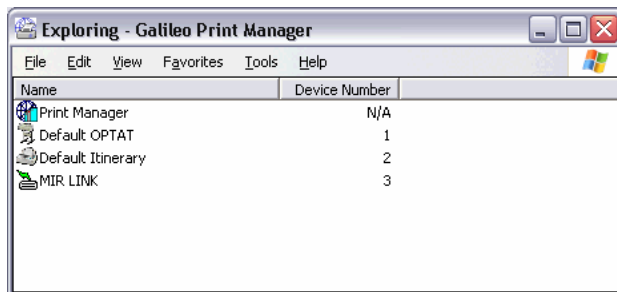 Exploring - Galileo Print Manager
File Edit View Favorites Tools Help
Name Device Number
Print Manager N/A
Default OPTAT 1
Default Itinerary 2
MIR LINK 3